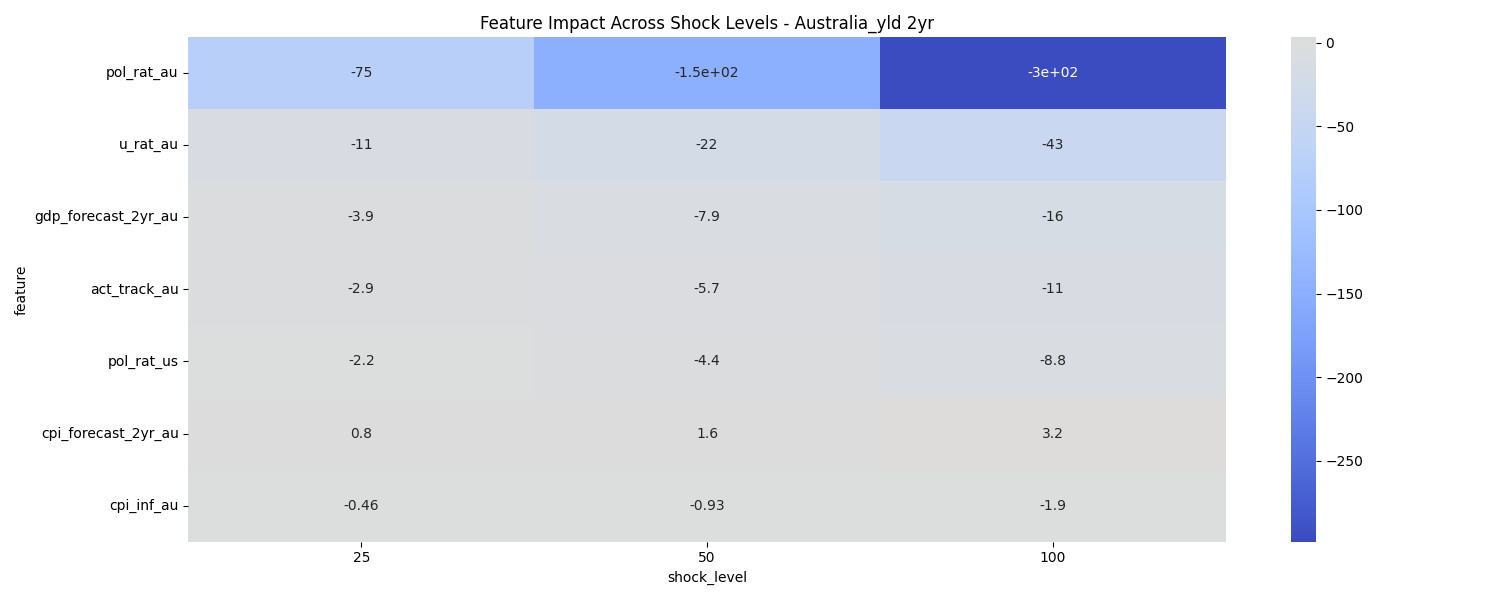 Feature Impact Across Shock Levels - Australia_yld 2yr
pol_rat_au -75 -1.5e+02 -3e+02
u_rat_au -11 -22 -43
gdp_forecast_2yr_au -3.9 -7.9 -16
act_track_au -2.9 -5.7 -11
pol_rat_us -2.2 -4.4 -8.8
cpi_forecast_2yr_au 0.8 1.6 3.2
cpi_inf_au -0.46 -0.93 -1.9
feature
25 50 100
shock_level
0
−50
−100
−150
−200
−250